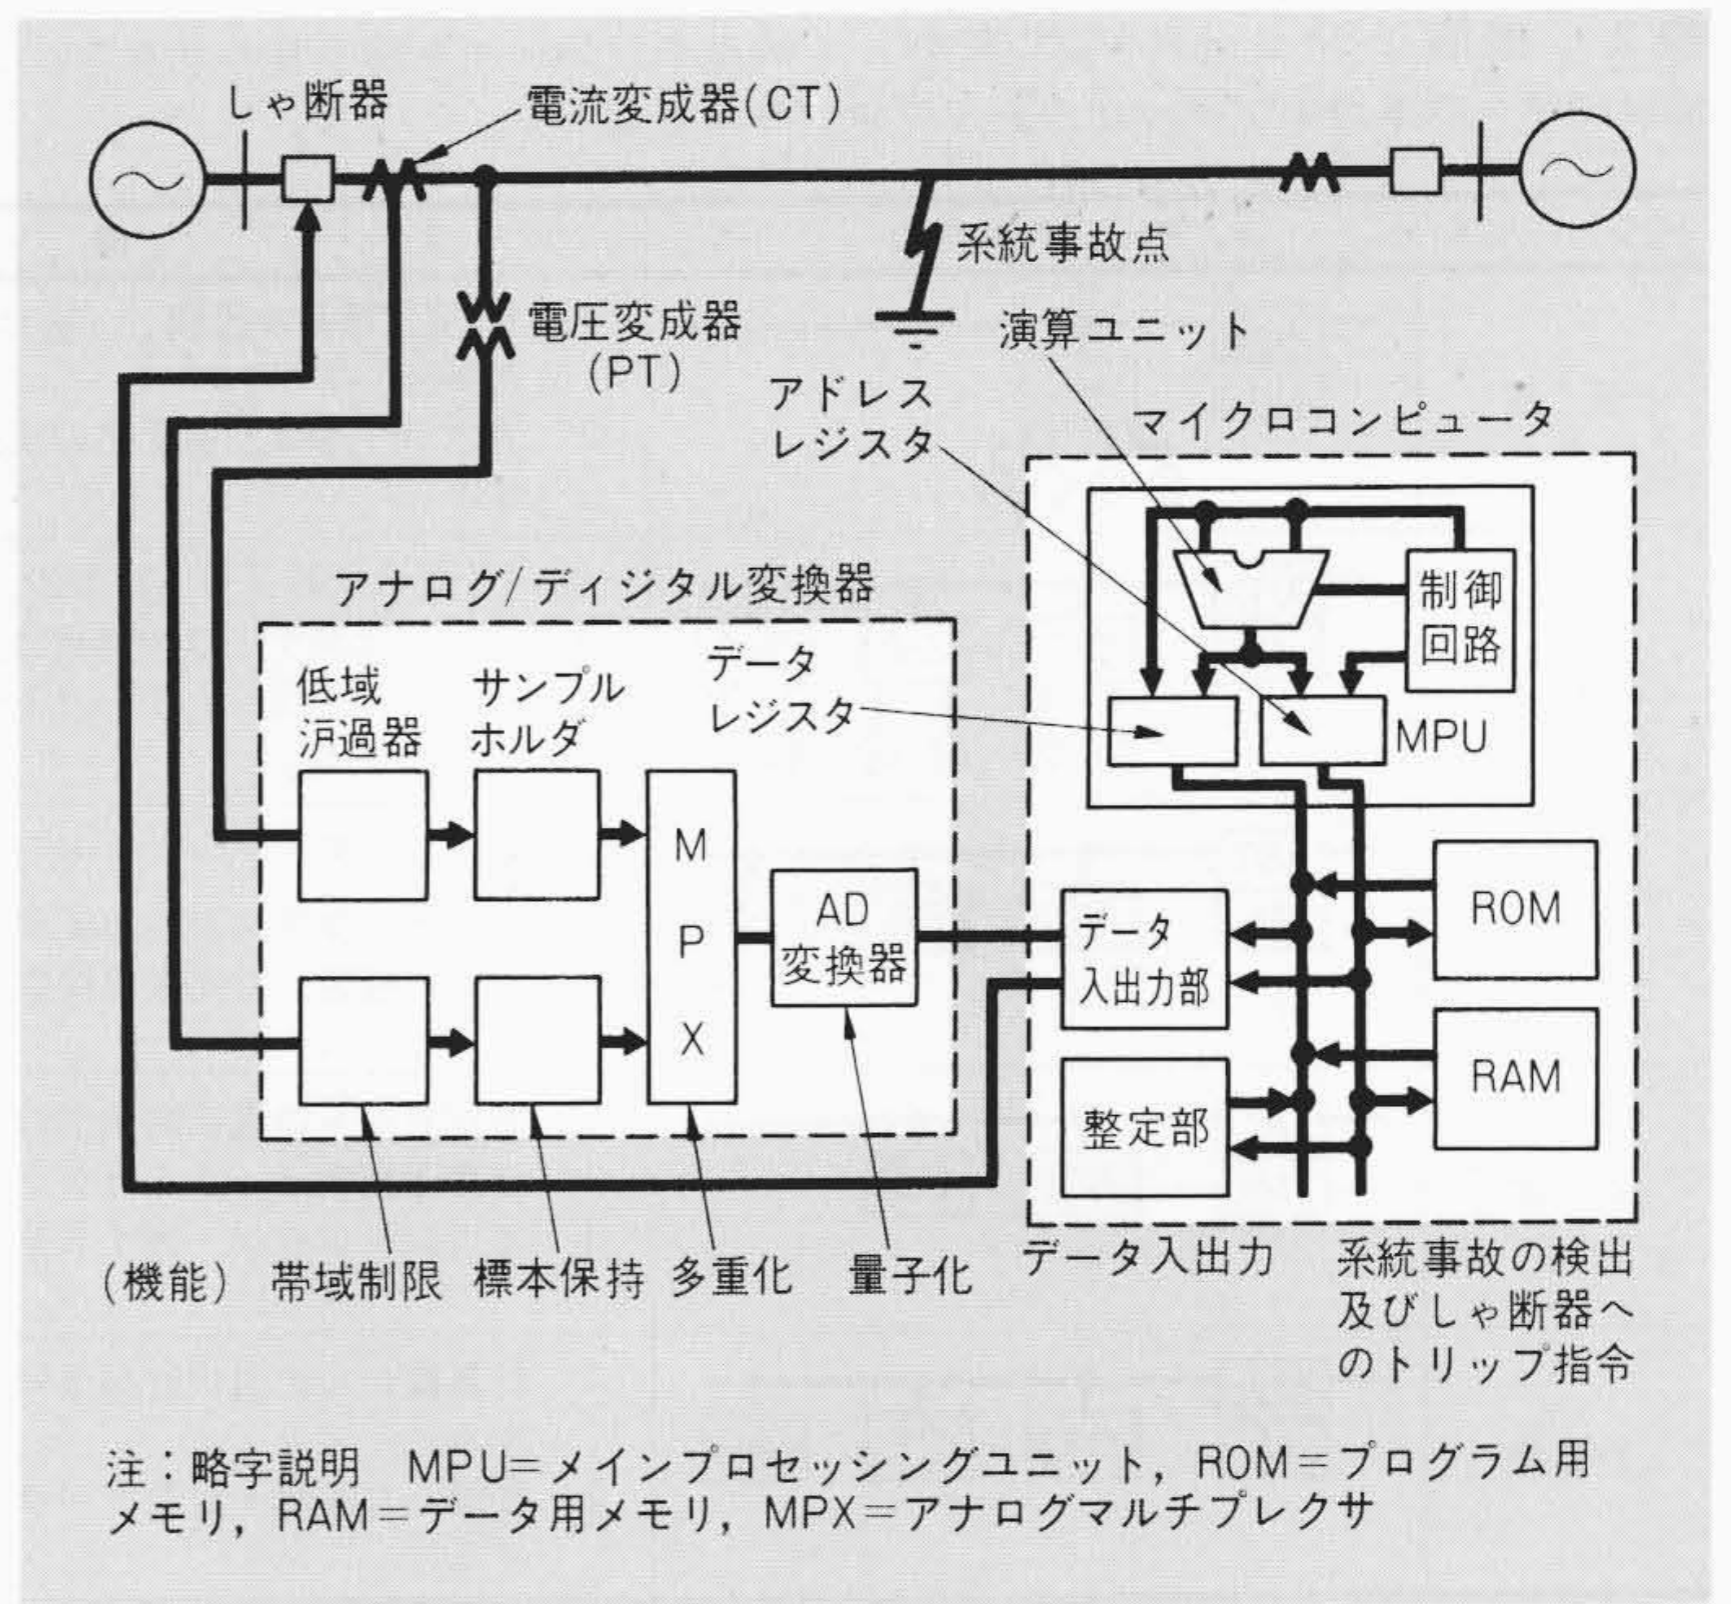 しゃ断器
電流変成器(CT)
系統事故点
電圧変成器
(PT)
演算ユニット
アドレス
レジスタ
マイクロコンピュータ
制御
回路
MPU
アナログ/ディジタル変換器
データ
レジスタ
低域
沪過器
サンプル
ホルダ
M
P
X
AD
変換器
データ
入出力部
ROM
RAM
整定部
(機能)
帯域制限
標本保持
多重化
量子化
データ入出力
系統事故の検出
及びしゃ断器へ
のトリップ指令
注：略字説明　MPU＝メインプロセッシングユニット，ROM＝プログラム用
メモリ，RAM＝データ用メモリ，MPX＝アナログマルチプレクサ